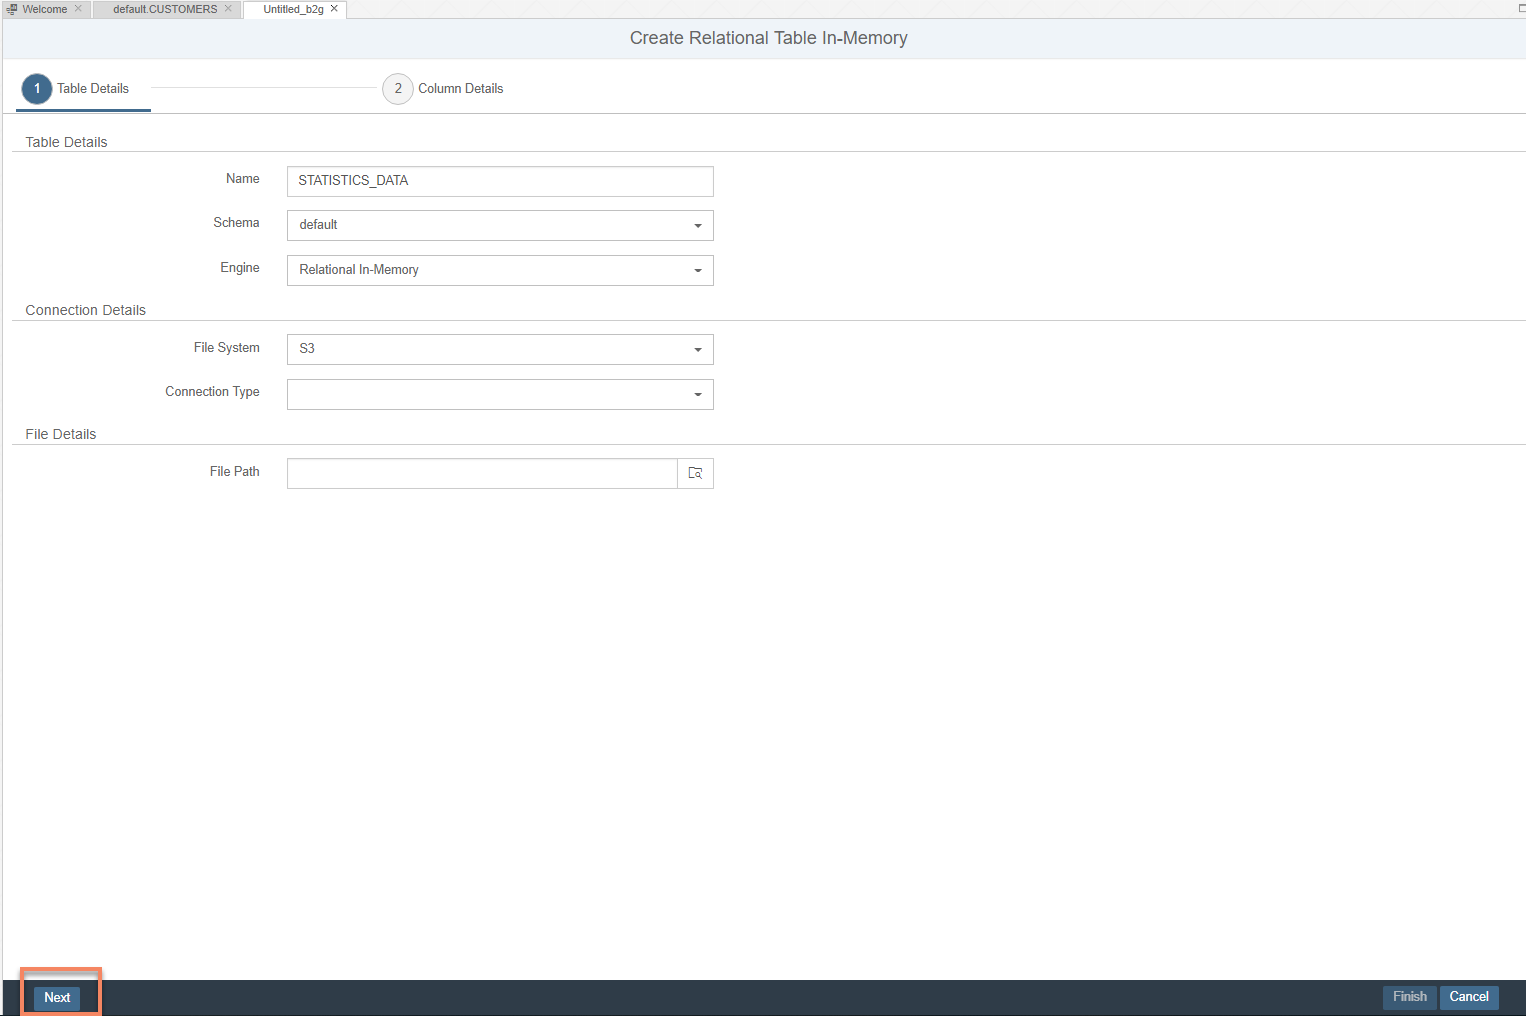 Welcome default.CUSTOMERS Untitled_b2g
Create Relational Table In-Memory
1 Table Details 2 Column Details
Table Details
Name STATISTICS_DATA
Schema default
Engine Relational In-Memory
Connection Details
File System S3
Connection Type
File Details
File Path
Next Finish Cancel